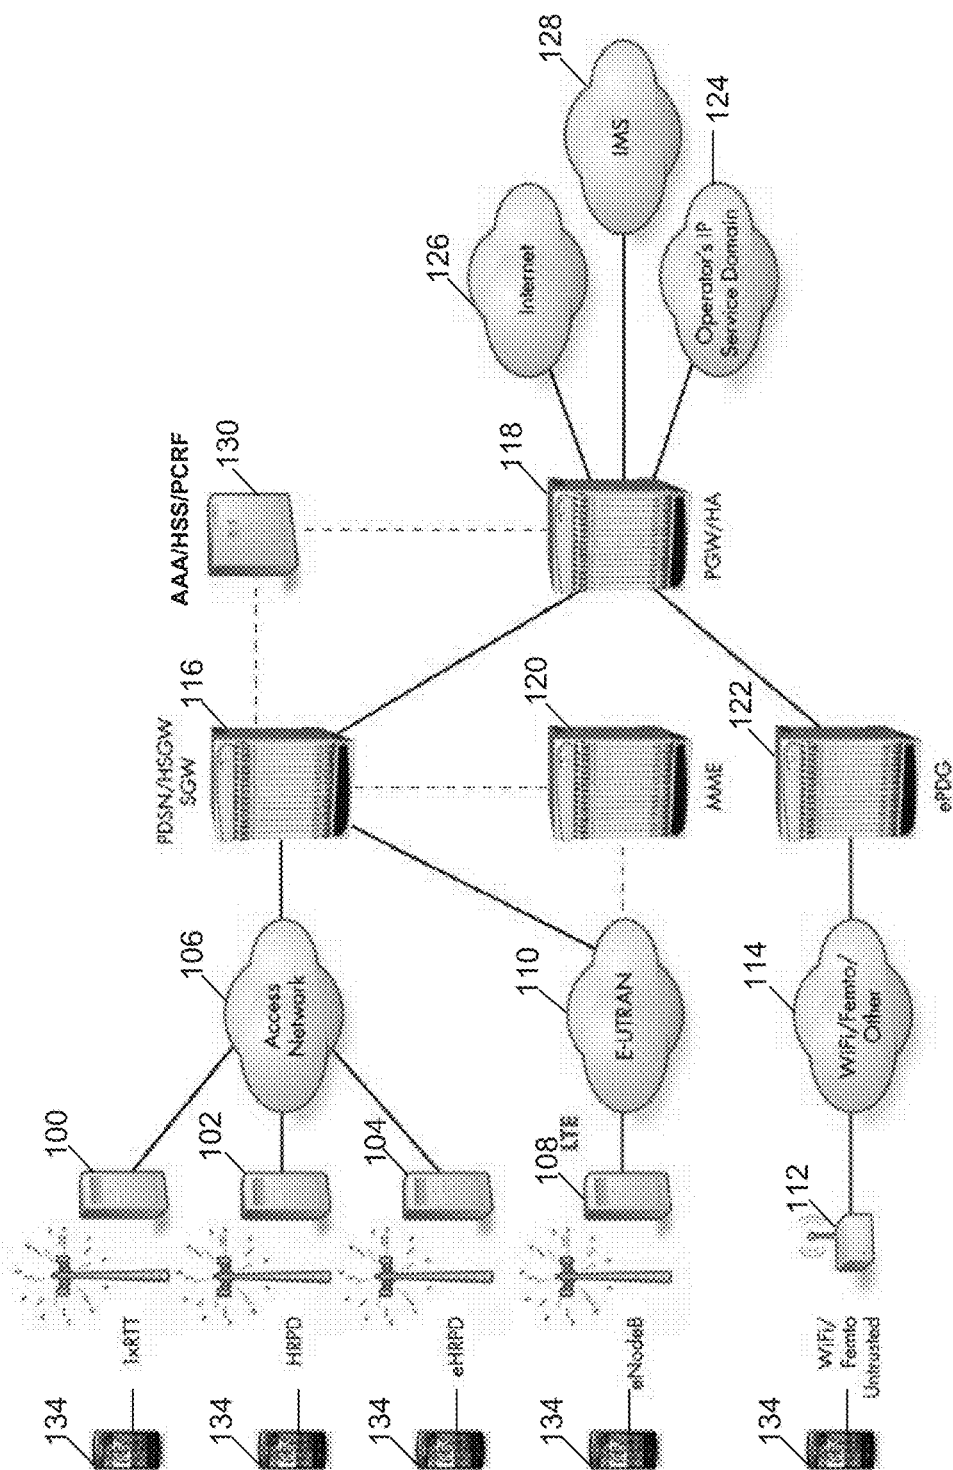 134
1xRTT
100
134
HRPD
102
134
eHRPD
104
106
Access
Network
PDSN/HSGW
SGW
116
AAA/HSS/PCRF
130
134
eNodeB
108
LTE
110
E-UTRAN
120
MME
118
PGW/HA
126
Internet
128
IMS
124
Operator's IP
Service Domain
134
WiFi/
Femto
Untrusted
112
114
WiFi/Femto/
Other
122
ePDG